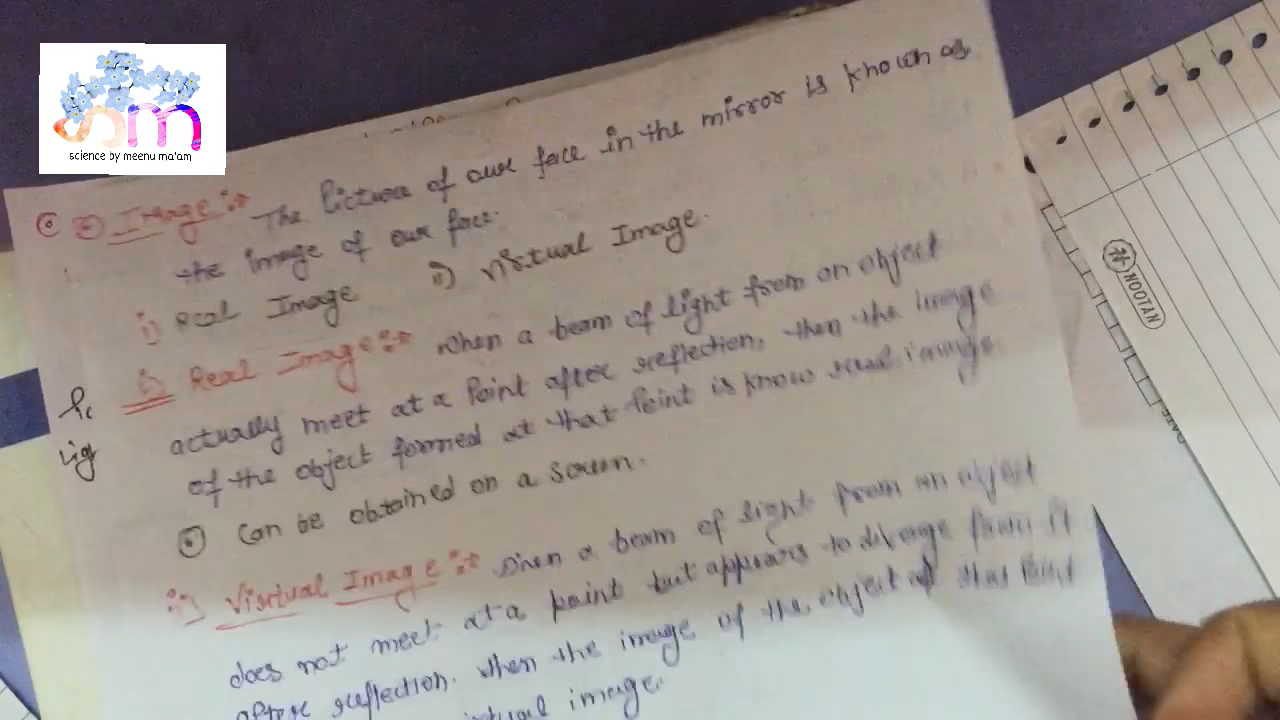 science by meenu ma'am
Image :-
The Picture of our face in the mirror is known as
the image of our face.
i) Real Image ii) Virtual Image.
i) Real Image :- When a beam of light from an object
actually meet at a Point after reflection, then the image
of the object formed at that Point is know real image
Can be obtained on a screen.
ii) Virtual Image :- When a beam of light from an object
does not meet at a point but appears to diverge from it
after reflection. Then the image of the object at that Point
image.
# NOOTAN
DATE
Lig